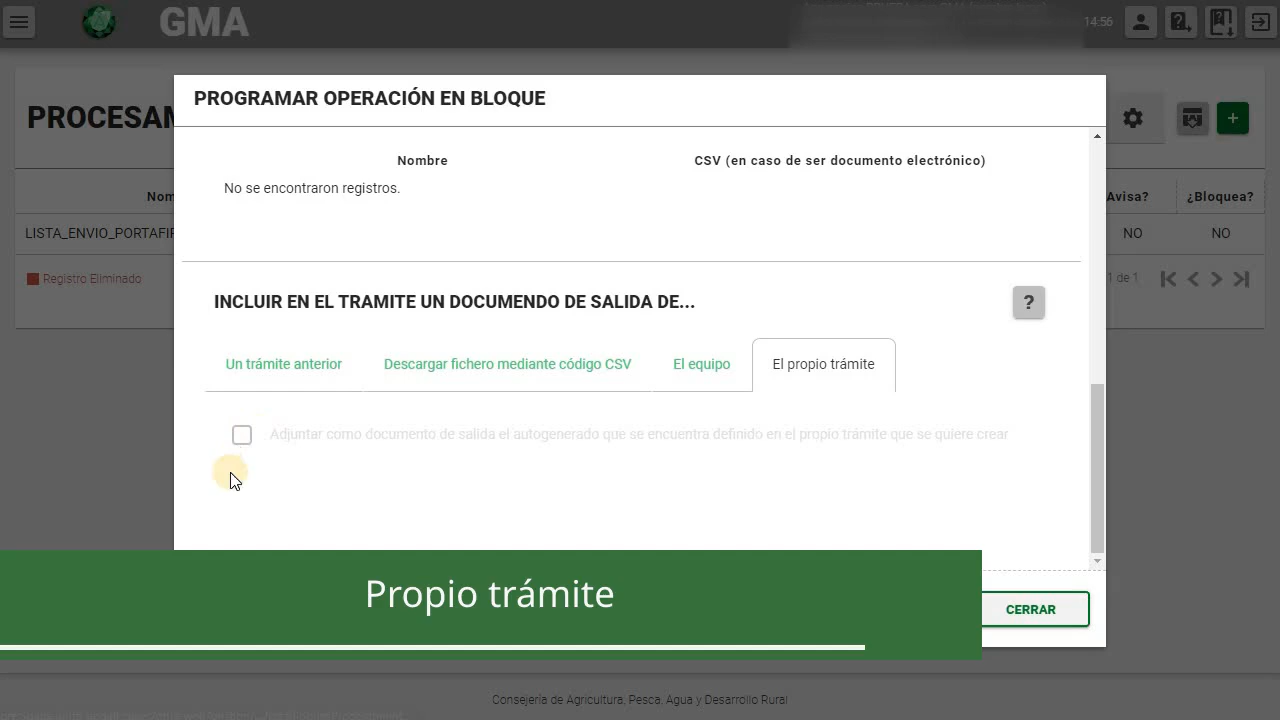 GMA
14:56
PROGRAMAR OPERACIÓN EN BLOQUE
PROCESAM
Nombre
CSV (en caso de ser documento electrónico)
No se encontraron registros.
Nom
Avisa?
¿Bloquea?
LISTA_ENVIO_PORTAFIR
NO
NO
Registro Eliminado
1 de 1
INCLUIR EN EL TRAMITE UN DOCUMENDO DE SALIDA DE...
?
Un trámite anterior
Descargar fichero mediante código CSV
El equipo
El propio trámite
Adjuntar como documento de salida el autogenerado que se encuentra definido en el propio trámite que se quiere crear
Propio trámite
CERRAR
Consejería de Agricultura, Pesca, Agua y Desarrollo Rural